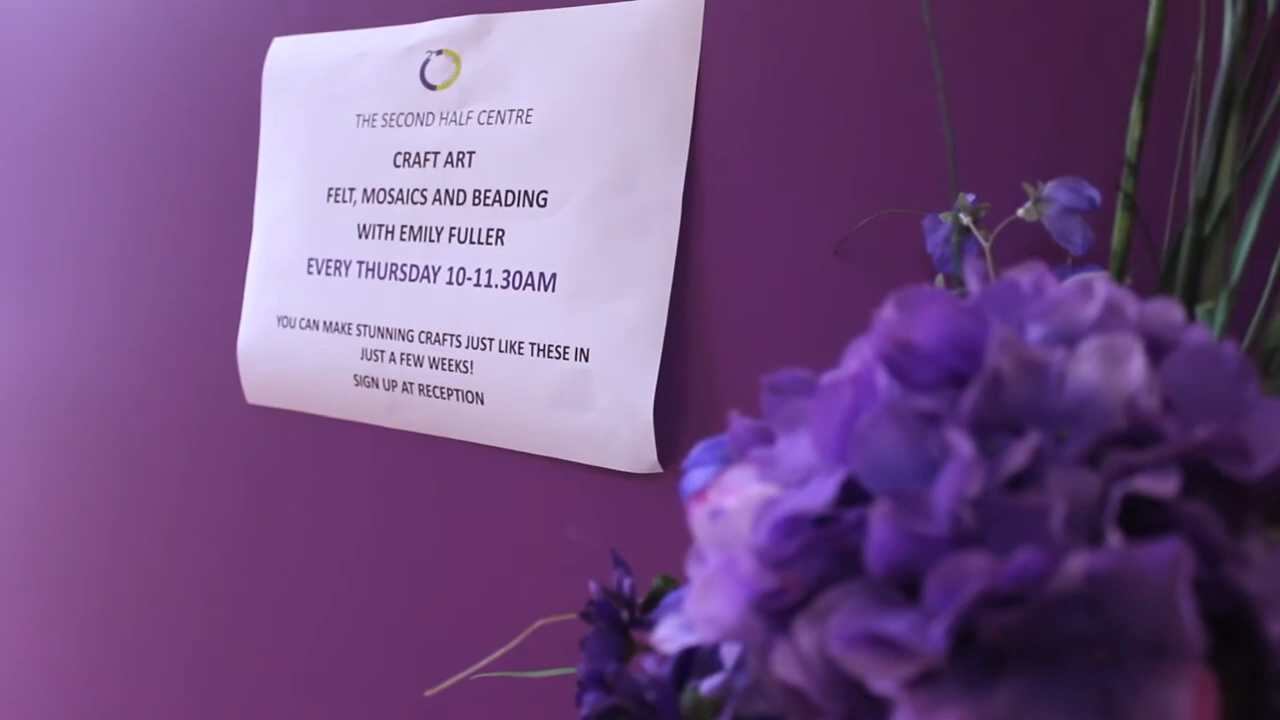 THE SECOND HALF CENTRE
CRAFT ART
FELT, MOSAICS AND BEADING
WITH EMILY FULLER
EVERY THURSDAY 10-11.30AM
YOU CAN MAKE STUNNING CRAFTS JUST LIKE THESE IN
JUST A FEW WEEKS!
SIGN UP AT RECEPTION